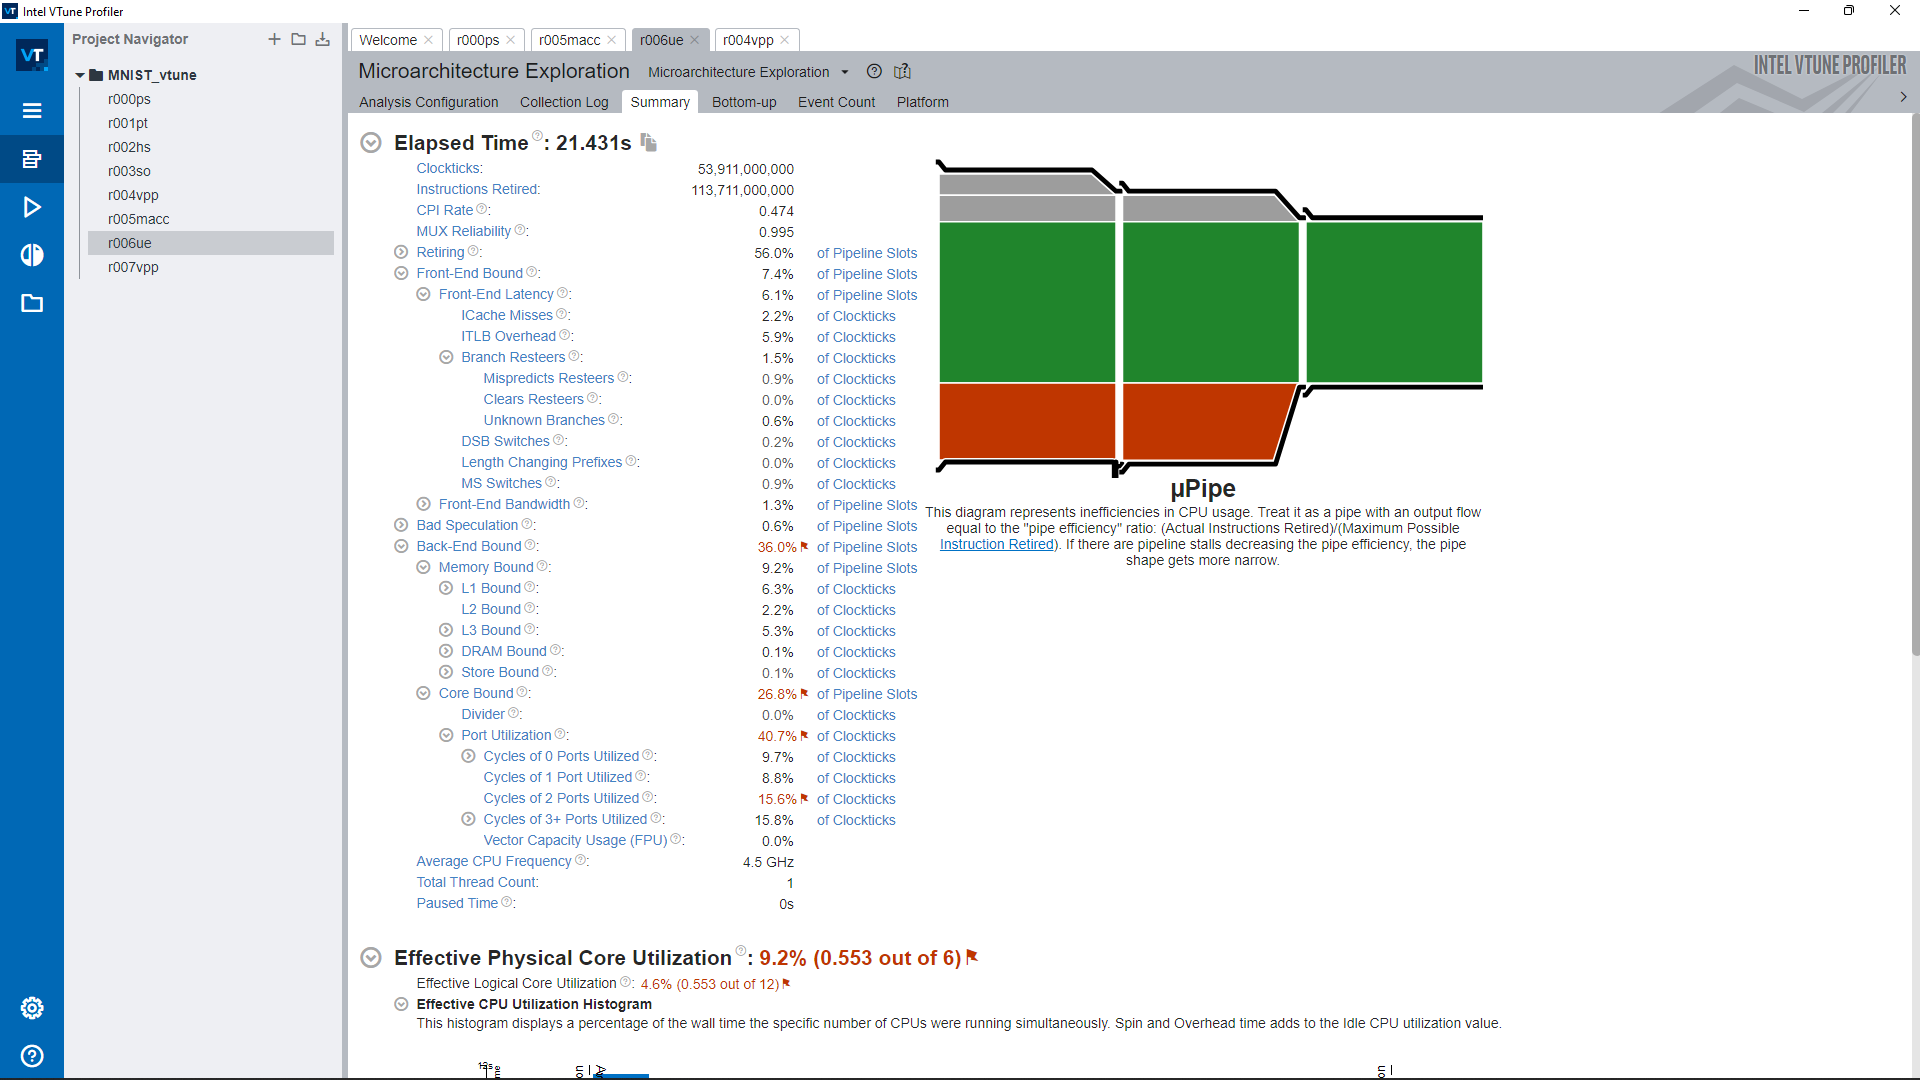 Intel VTune Profiler
Project Navigator
MNIST_vtune
r000ps
r001pt
r002hs
r003so
r004vpp
r005macc
r006ue
r007vpp
Welcome
r000ps
r005macc
r006ue
r004vpp
Microarchitecture Exploration Microarchitecture Exploration
INTEL VTUNE PROFILER
Analysis Configuration Collection Log Summary Bottom-up Event Count Platform
Elapsed Time: 21.431s
Clockticks: 53,911,000,000
Instructions Retired: 113,711,000,000
CPI Rate: 0.474
MUX Reliability: 0.995
Retiring: 56.0% of Pipeline Slots
Front-End Bound: 7.4% of Pipeline Slots
Front-End Latency: 6.1% of Pipeline Slots
ICache Misses: 2.2% of Clockticks
ITLB Overhead: 5.9% of Clockticks
Branch Resteers: 1.5% of Clockticks
Mispredicts Resteers: 0.9% of Clockticks
Clears Resteers: 0.0% of Clockticks
Unknown Branches: 0.6% of Clockticks
DSB Switches: 0.2% of Clockticks
Length Changing Prefixes: 0.0% of Clockticks
MS Switches: 0.9% of Clockticks
Front-End Bandwidth: 1.3% of Pipeline Slots
Bad Speculation: 0.6% of Pipeline Slots
Back-End Bound: 36.0% of Pipeline Slots
Memory Bound: 9.2% of Pipeline Slots
L1 Bound: 6.3% of Clockticks
L2 Bound: 2.2% of Clockticks
L3 Bound: 5.3% of Clockticks
DRAM Bound: 0.1% of Clockticks
Store Bound: 0.1% of Clockticks
Core Bound: 26.8% of Pipeline Slots
Divider: 0.0% of Clockticks
Port Utilization: 40.7% of Clockticks
Cycles of 0 Ports Utilized: 9.7% of Clockticks
Cycles of 1 Port Utilized: 8.8% of Clockticks
Cycles of 2 Ports Utilized: 15.6% of Clockticks
Cycles of 3+ Ports Utilized: 15.8% of Clockticks
Vector Capacity Usage (FPU): 0.0%
Average CPU Frequency: 4.5 GHz
Total Thread Count: 1
Paused Time: 0s
µPipe
This diagram represents inefficiencies in CPU usage. Treat it as a pipe with an output flow
equal to the "pipe efficiency" ratio: (Actual Instructions Retired)/(Maximum Possible
Instruction Retired). If there are pipeline stalls decreasing the pipe efficiency, the pipe
shape gets more narrow.
Effective Physical Core Utilization: 9.2% (0.553 out of 6)
Effective Logical Core Utilization: 4.6% (0.553 out of 12)
Effective CPU Utilization Histogram
This histogram displays a percentage of the wall time the specific number of CPUs were running simultaneously. Spin and Overhead time adds to the Idle CPU utilization value.